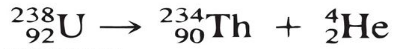 ²³⁸₉₂U → ²³⁴₉₀Th + ⁴₂He